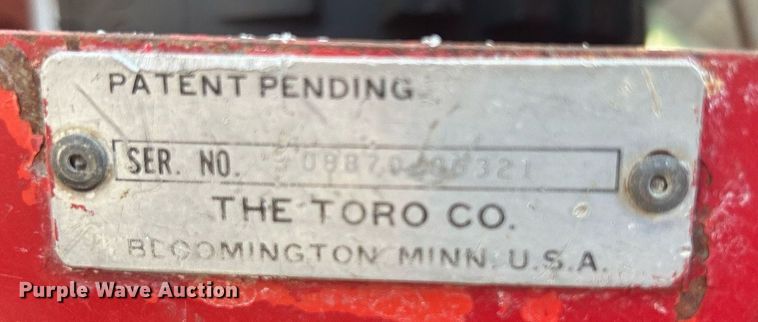 PATENT PENDING
SER. NO.
THE TORO CO.
BLOOMINGTON MINN. U.S.A.
Purple Wave Auction